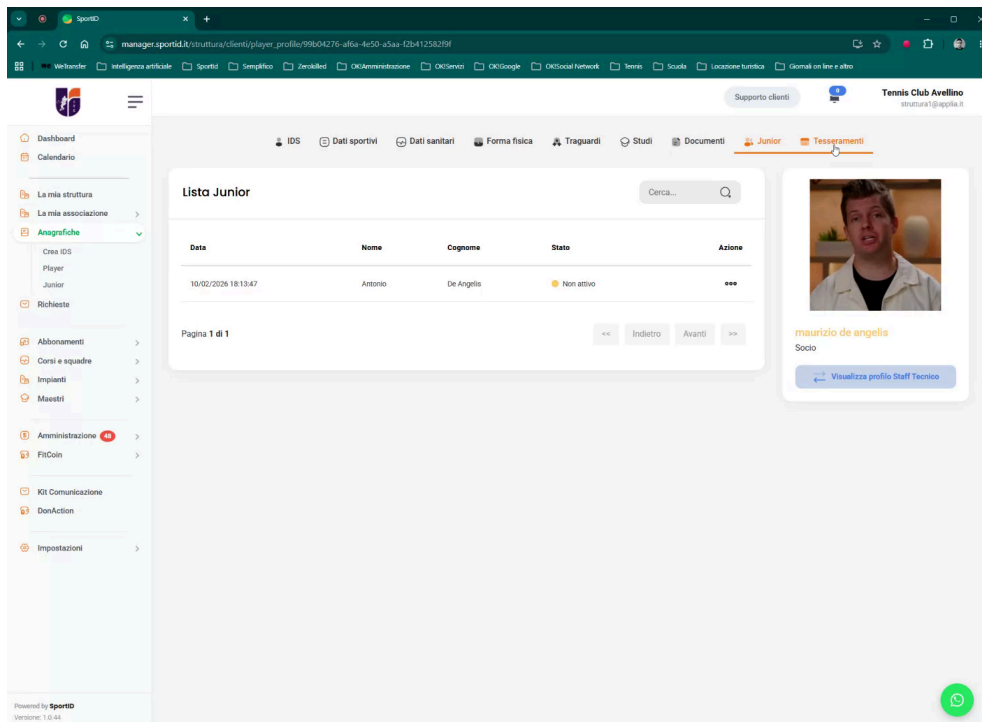 SportID
manager.sportid.it/struttura/clienti/player_profile/99b04276-af6a-4e50-a5aa-f2b412582f9f
WeTransfer Intelligenza artificiale SportId Semplifico Zerokilled OK!Amministrazione OK!Servizi OK!Google OK!Social Network Tennis Scuola Locazione turistica Giornali on line e altro
Supporto clienti
0
Tennis Club Avellino
struttura1@applia.it
IDS Dati sportivi Dati sanitari Forma fisica Traguardi Studi Documenti Junior Tesseramenti
Dashboard
Calendario
La mia struttura
La mia associazione
Anagrafiche
Crea IDS
Player
Junior
Richieste
Abbonamenti
Corsi e squadre
Impianti
Maestri
Amministrazione 48
FitCoin
Kit Comunicazione
DonAction
Impostazioni
Powered by SportID
Versione: 1.0.44
Lista Junior
Cerca...
Data Nome Cognome Stato Azione
10/02/2026 18:13:47 Antonio De Angelis Non attivo
Pagina 1 di 1
<< Indietro Avanti >>
maurizio de angelis
Socio
Visualizza profilo Staff Tecnico